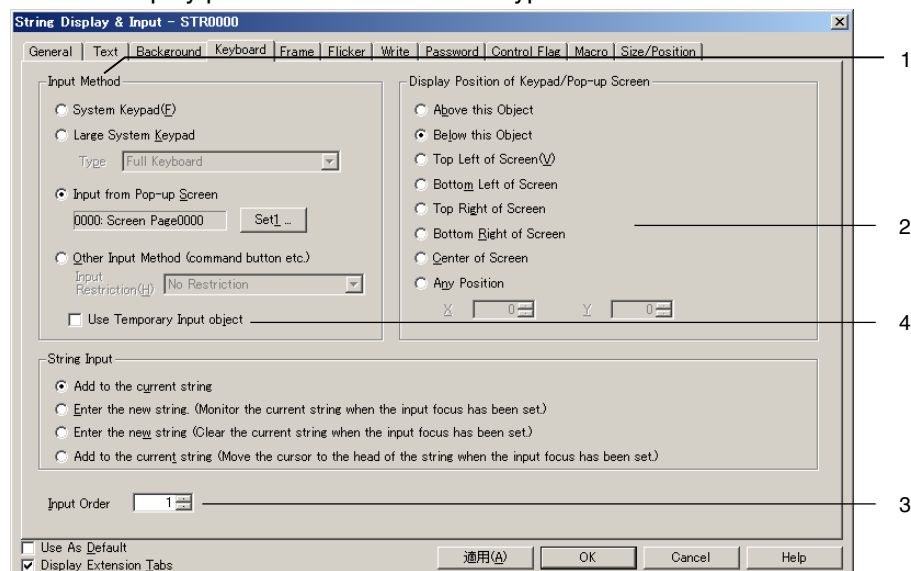 String Display & Input - STR0000
General Text Background Keyboard Frame Flicker Write Password Control Flag Macro Size/Position
1
Input Method
System Keypad(F)
Large System Keypad
Type Full Keyboard
Input from Pop-up Screen
0000: Screen Page0000 Set1 ...
Other Input Method (command button etc.)
Input
Restriction(H) No Restriction
Use Temporary Input object
4
Display Position of Keypad/Pop-up Screen
Above this Object
Below this Object
Top Left of Screen(V)
Bottom Left of Screen
Top Right of Screen
Bottom Right of Screen
Center of Screen
Any Position
X 0 Y 0
2
String Input
Add to the current string
Enter the new string. (Monitor the current string when the input focus has been set.)
Enter the new string (Clear the current string when the input focus has been set.)
Add to the current string (Move the cursor to the head of the string when the input focus has been set.)
Input Order 1
3
Use As Default
Display Extension Tabs
適用(A) OK Cancel Help